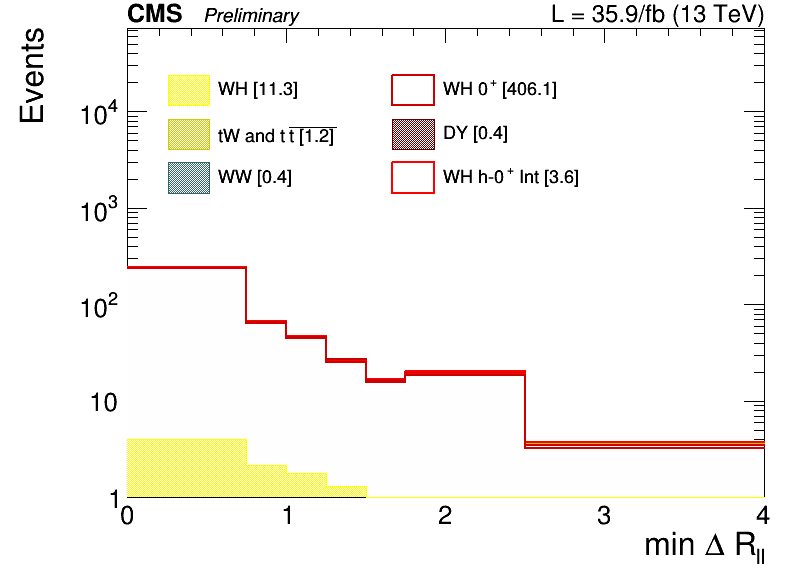 CMS Preliminary L = 35.9/fb (13 TeV)
Events
WH [11.3]
WH 0⁺ [406.1]
tW and t t̅ [1.2]
DY [0.4]
WW [0.4]
WH h-0⁺ Int [3.6]
10⁴
10³
10²
10
1
0 1 2 3 4
min Δ R_ll